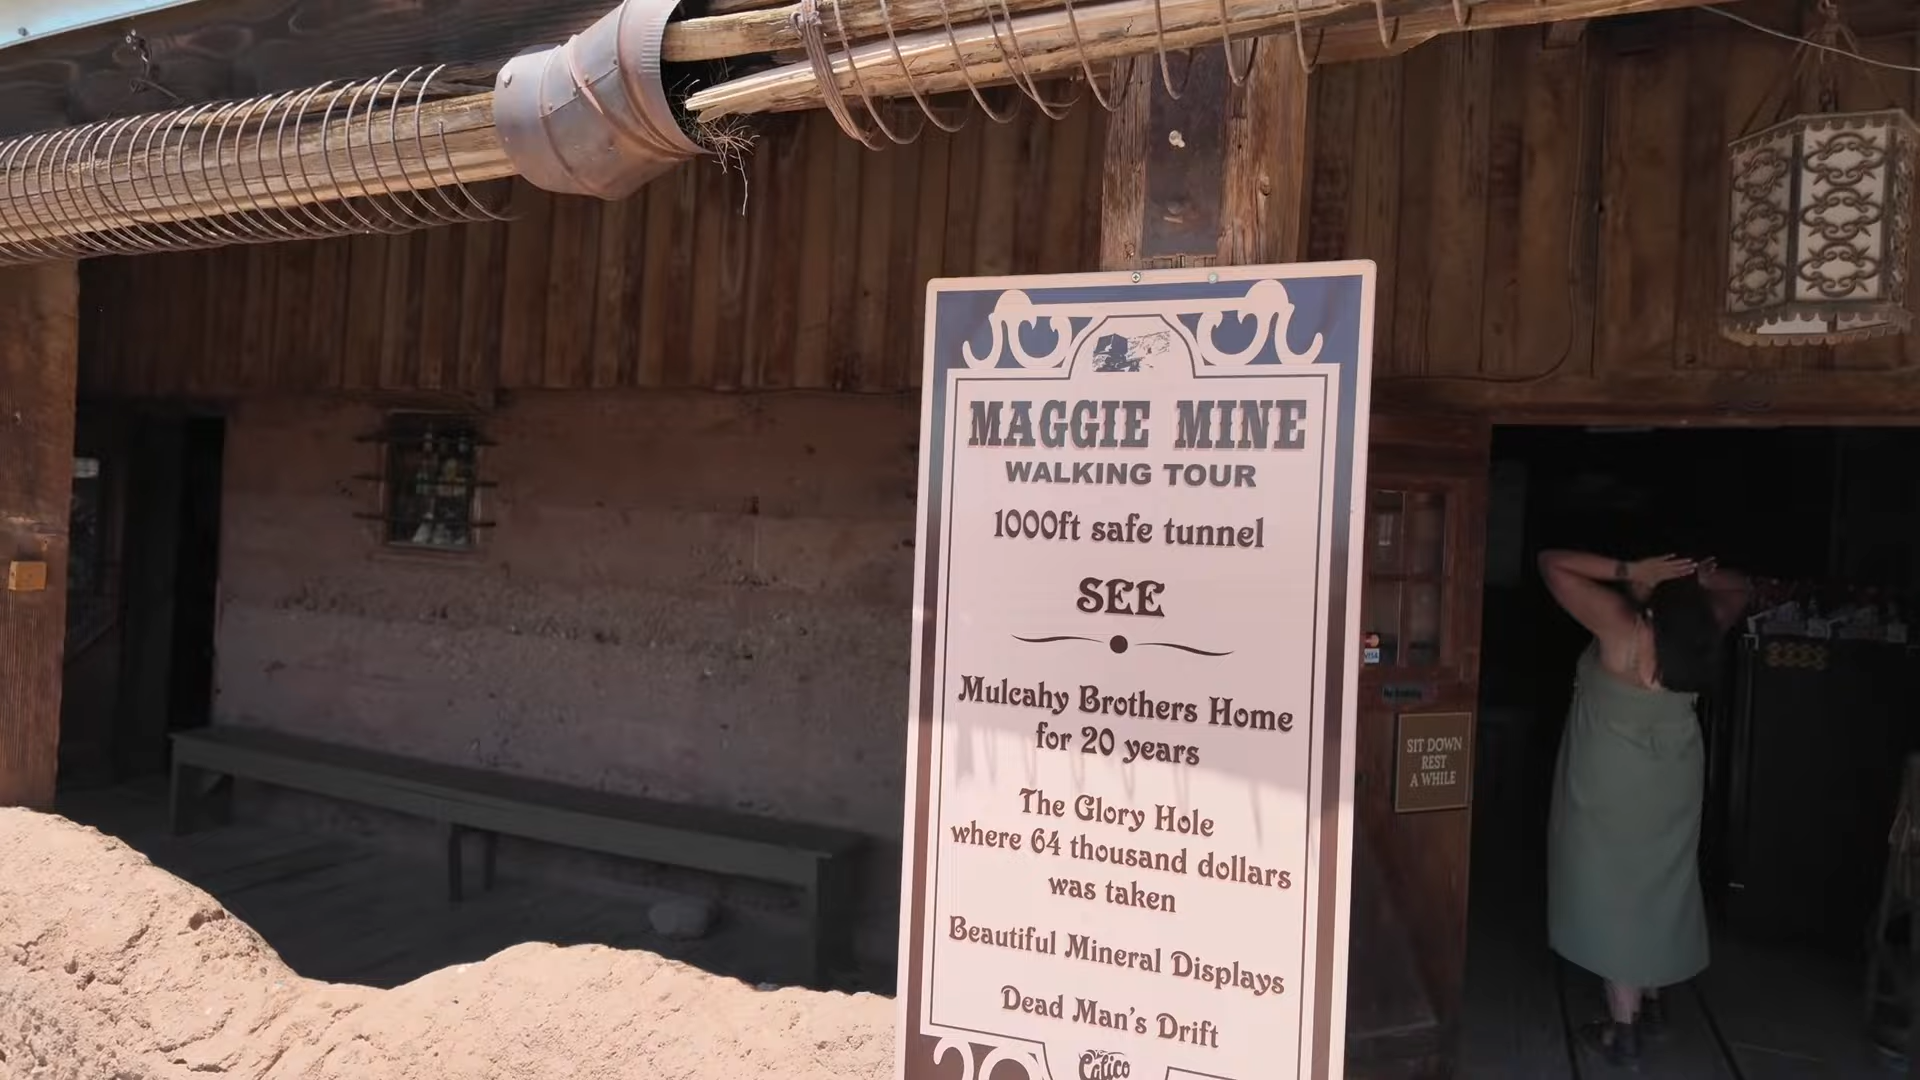 MAGGIE MINE
WALKING TOUR
1000ft safe tunnel
SEE
Mulcahy Brothers Home
for 20 years
The Glory Hole
where 64 thousand dollars
was taken
Beautiful Mineral Displays
Dead Man's Drift
Calico
VISA
SIT DOWN
REST
A WHILE